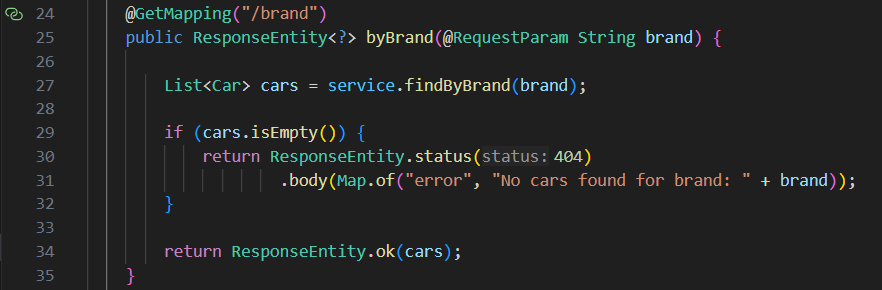 24 @GetMapping("/brand")
25 public ResponseEntity<?> byBrand(@RequestParam String brand) {
26
27 List<Car> cars = service.findByBrand(brand);
28
29 if (cars.isEmpty()) {
30 return ResponseEntity.status(status: 404)
31 .body(Map.of("error", "No cars found for brand: " + brand));
32 }
33
34 return ResponseEntity.ok(cars);
35 }